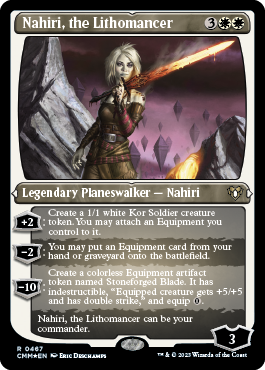 Nahiri, the Lithomancer 3
Legendary Planeswalker — Nahiri
+2 Create a 1/1 white Kor Soldier creature
token. You may attach an Equipment you
control to it.
−2 You may put an Equipment card from your
hand or graveyard onto the battlefield.
−10 Create a colorless Equipment artifact
token named Stoneforged Blade. It has
indestructible, “Equipped creature gets +5/+5
and has double strike,” and equip 0.
Nahiri, the Lithomancer can be your
commander.
3
R 0467
CMM★EN Eric Deschamps
™ & © 2023 Wizards of the Coast